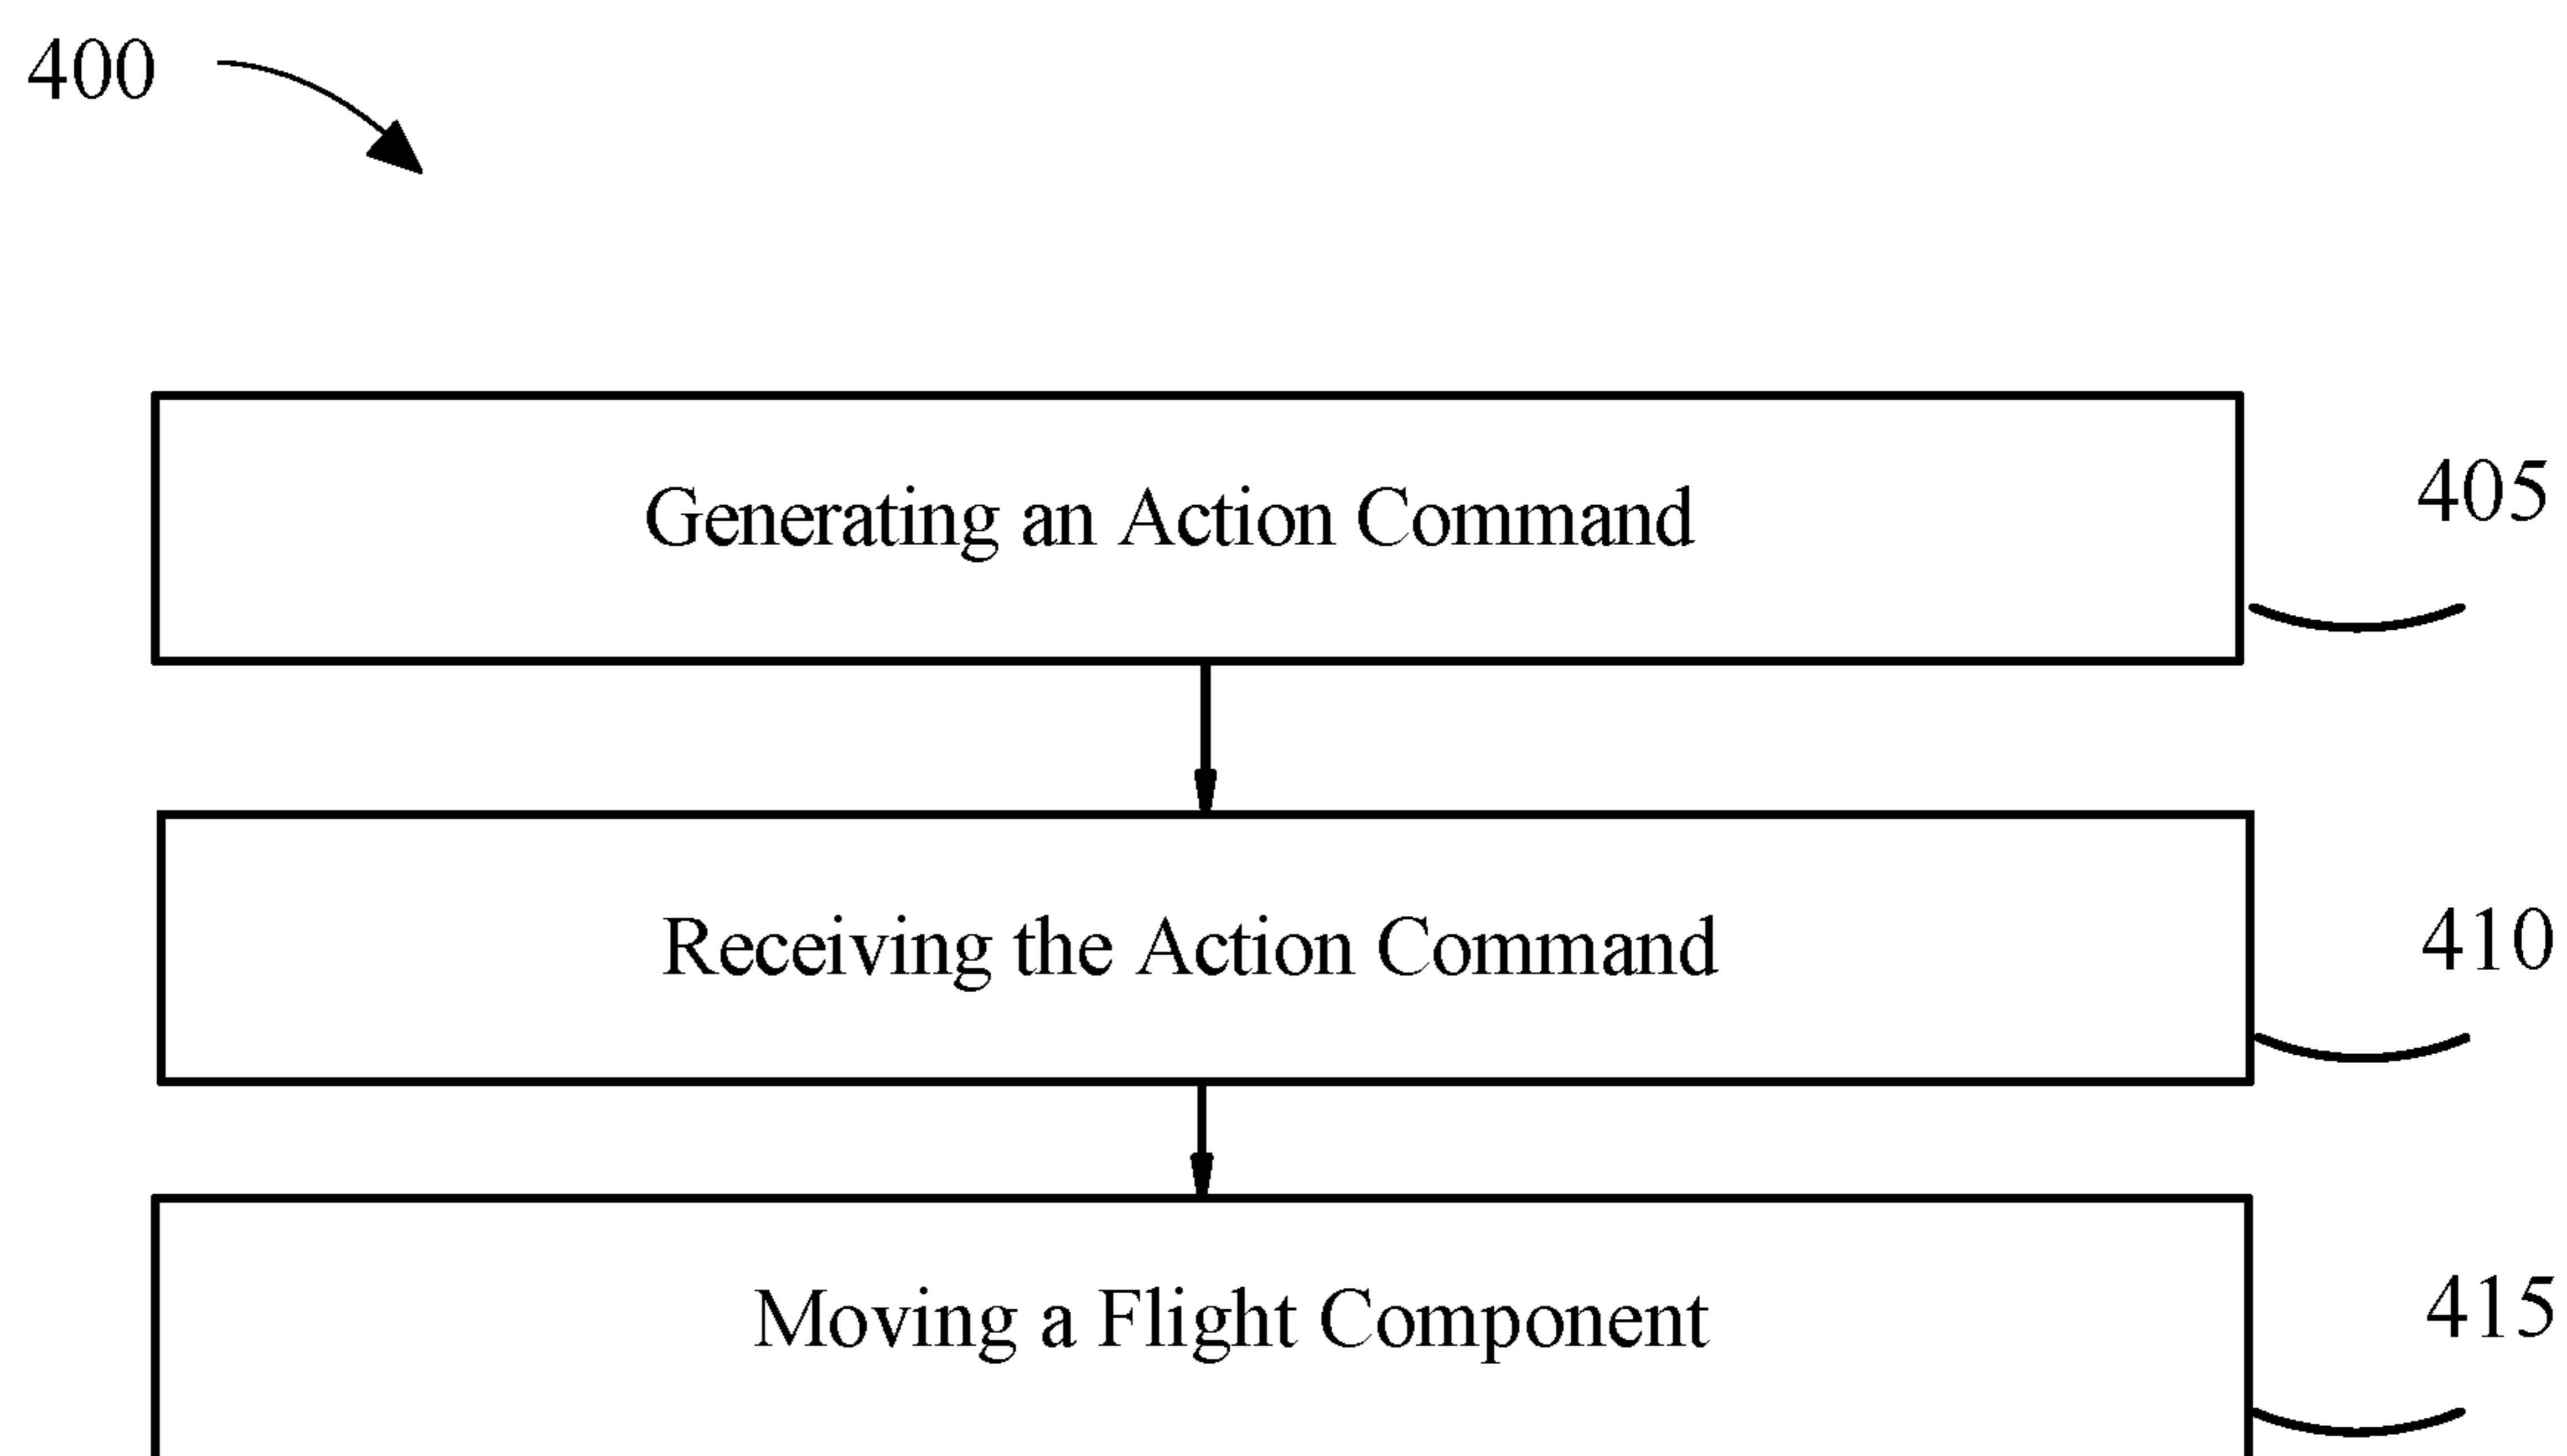 400
Generating an Action Command
405
Receiving the Action Command
410
Moving a Flight Component
415